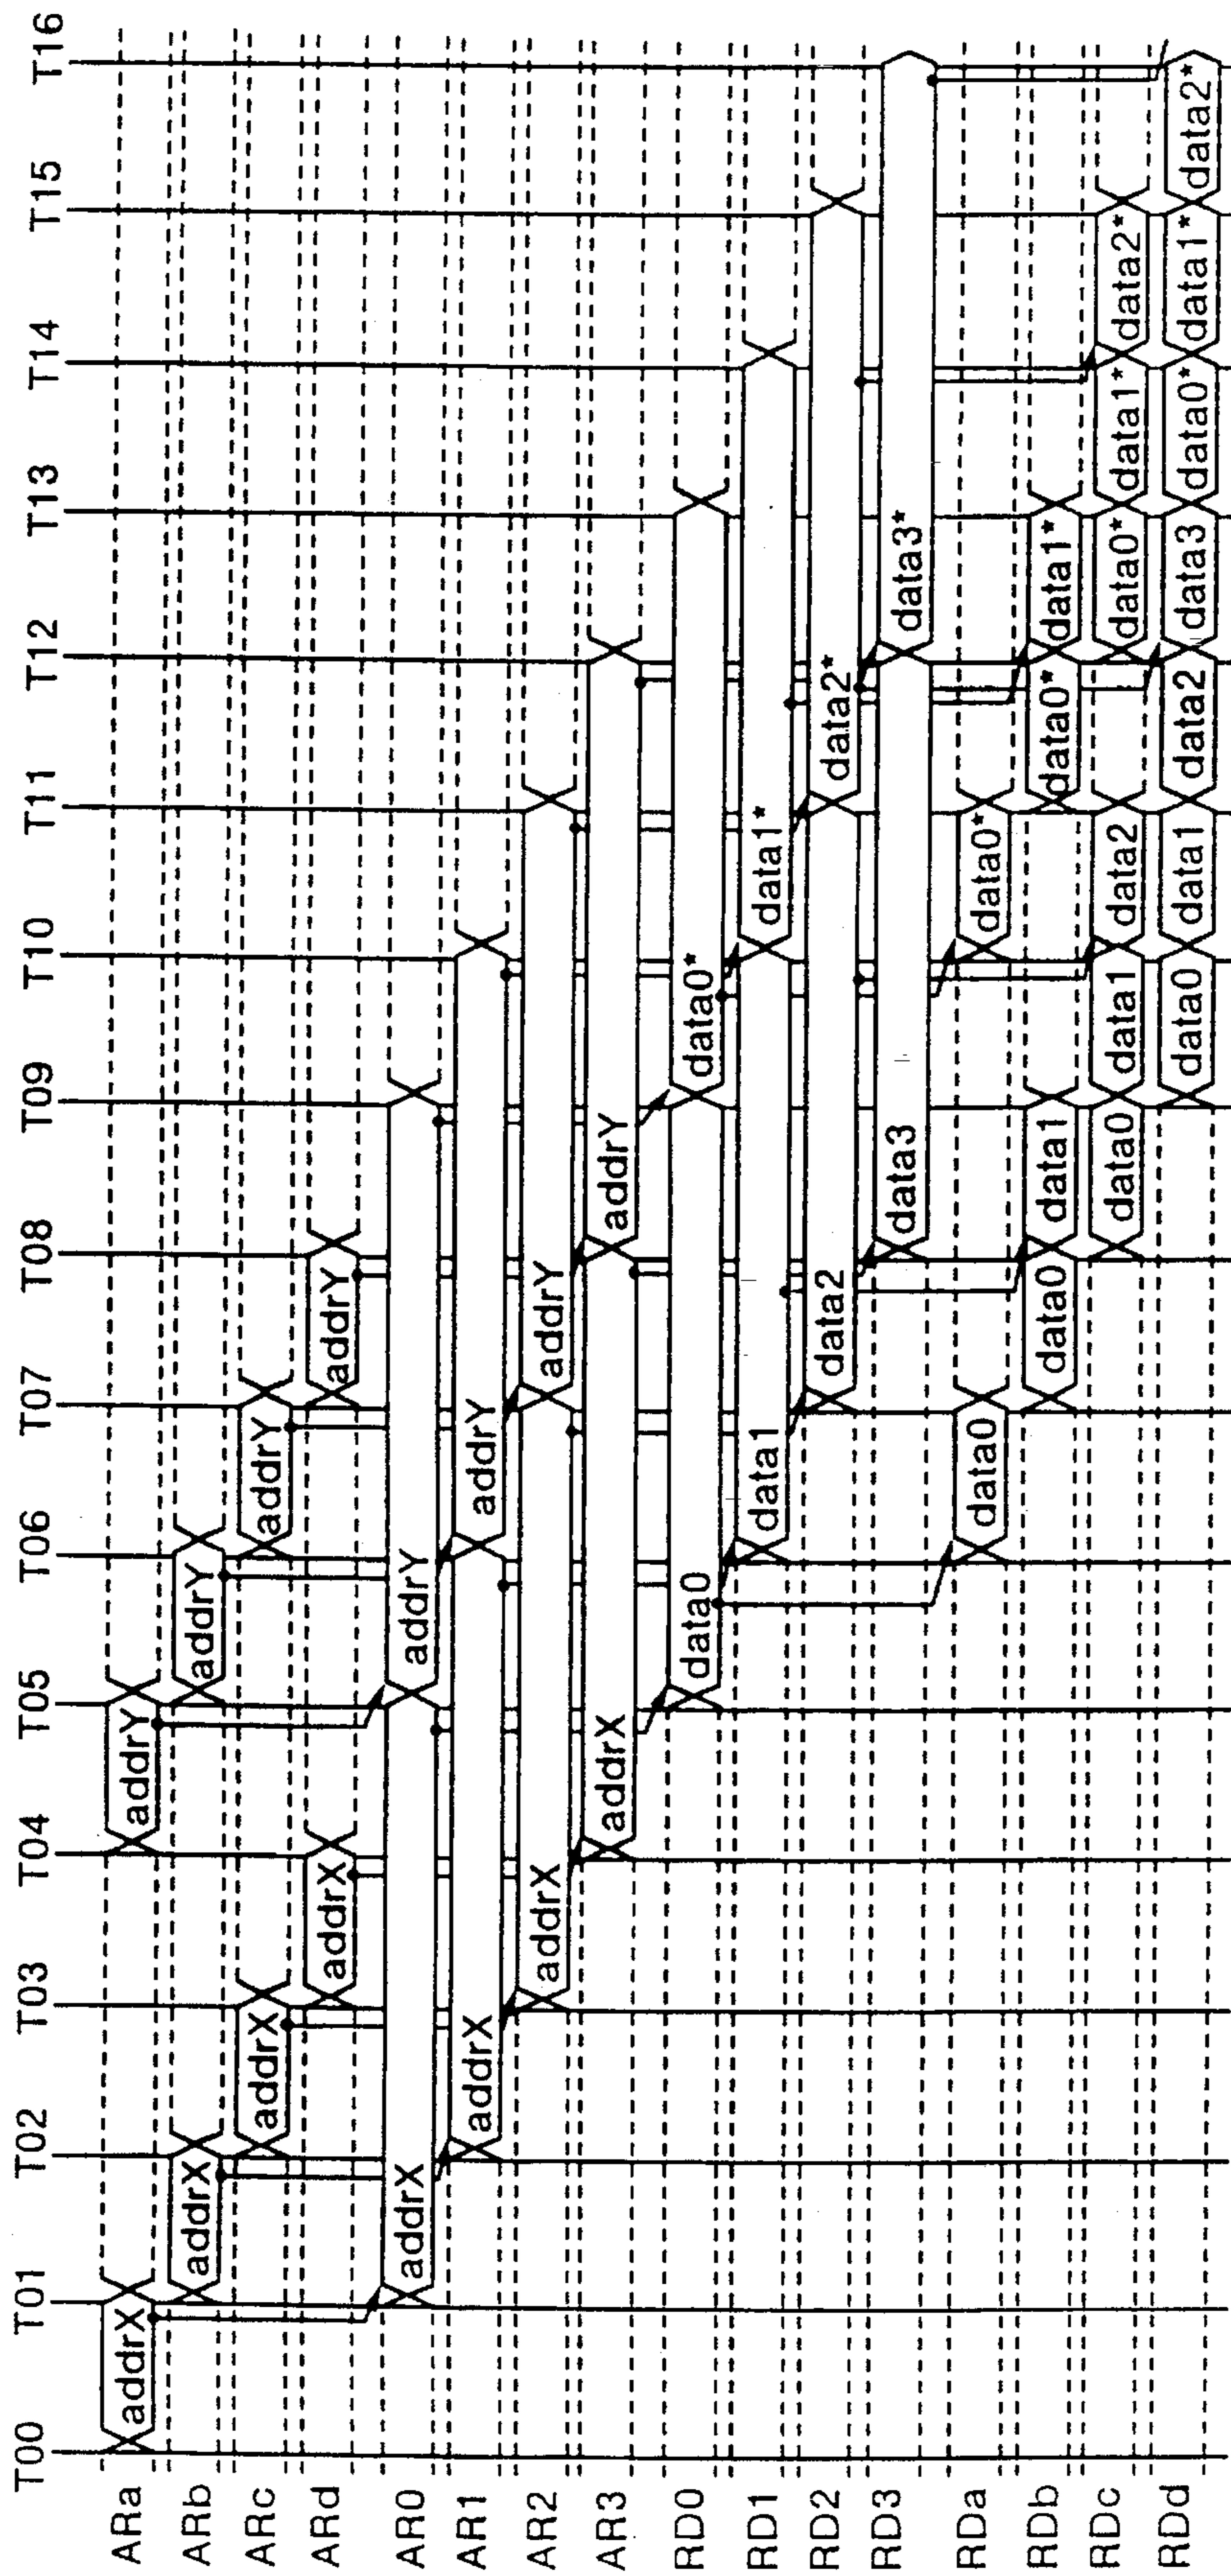 T00 T01 T02 T03 T04 T05 T06 T07 T08 T09 T10 T11 T12 T13 T14 T15 T16
ARa addrX addrY
ARb addrX addrY
ARc addrX addrY
ARd addrX addrY
AR0 addrX addrY
AR1 addrX addrY
AR2 addrX addrY
AR3 addrX addrY
RD0 data0 data0*
RD1 data1 data1*
RD2 data2 data2*
RD3 data3 data3*
RDa data0 data0*
RDb data0 data1 data0* data1*
RDc data0 data1 data2 data0* data1* data2*
RDd data0 data1 data2 data3 data0* data1* data2*